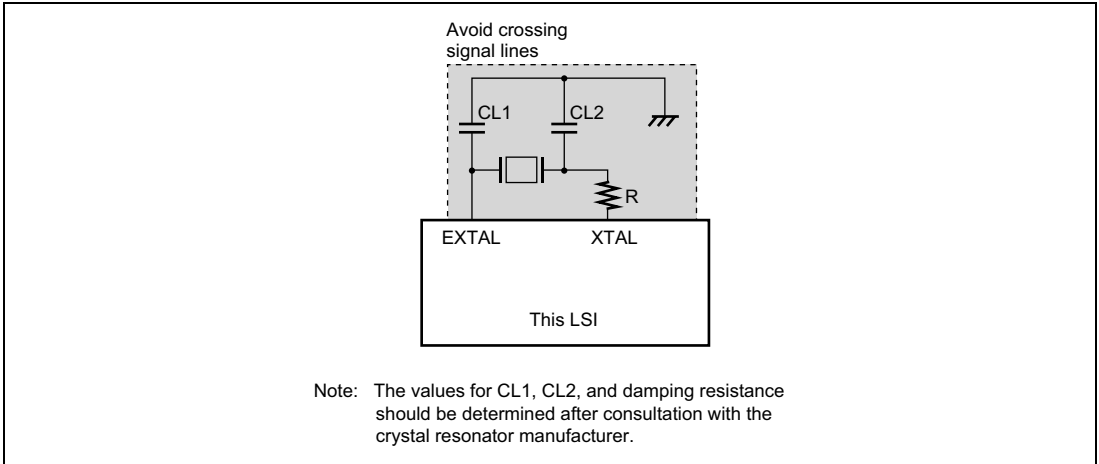 Avoid crossing
signal lines
CL1
CL2
R
EXTAL
XTAL
This LSI
Note: The values for CL1, CL2, and damping resistance
should be determined after consultation with the
crystal resonator manufacturer.